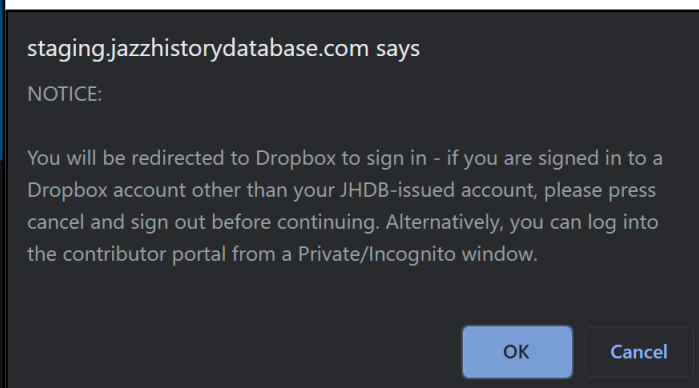 staging.jazzhistorydatabase.com says
NOTICE:
You will be redirected to Dropbox to sign in - if you are signed in to a
Dropbox account other than your JHDB-issued account, please press
cancel and sign out before continuing. Alternatively, you can log into
the contributor portal from a Private/Incognito window.
OK
Cancel